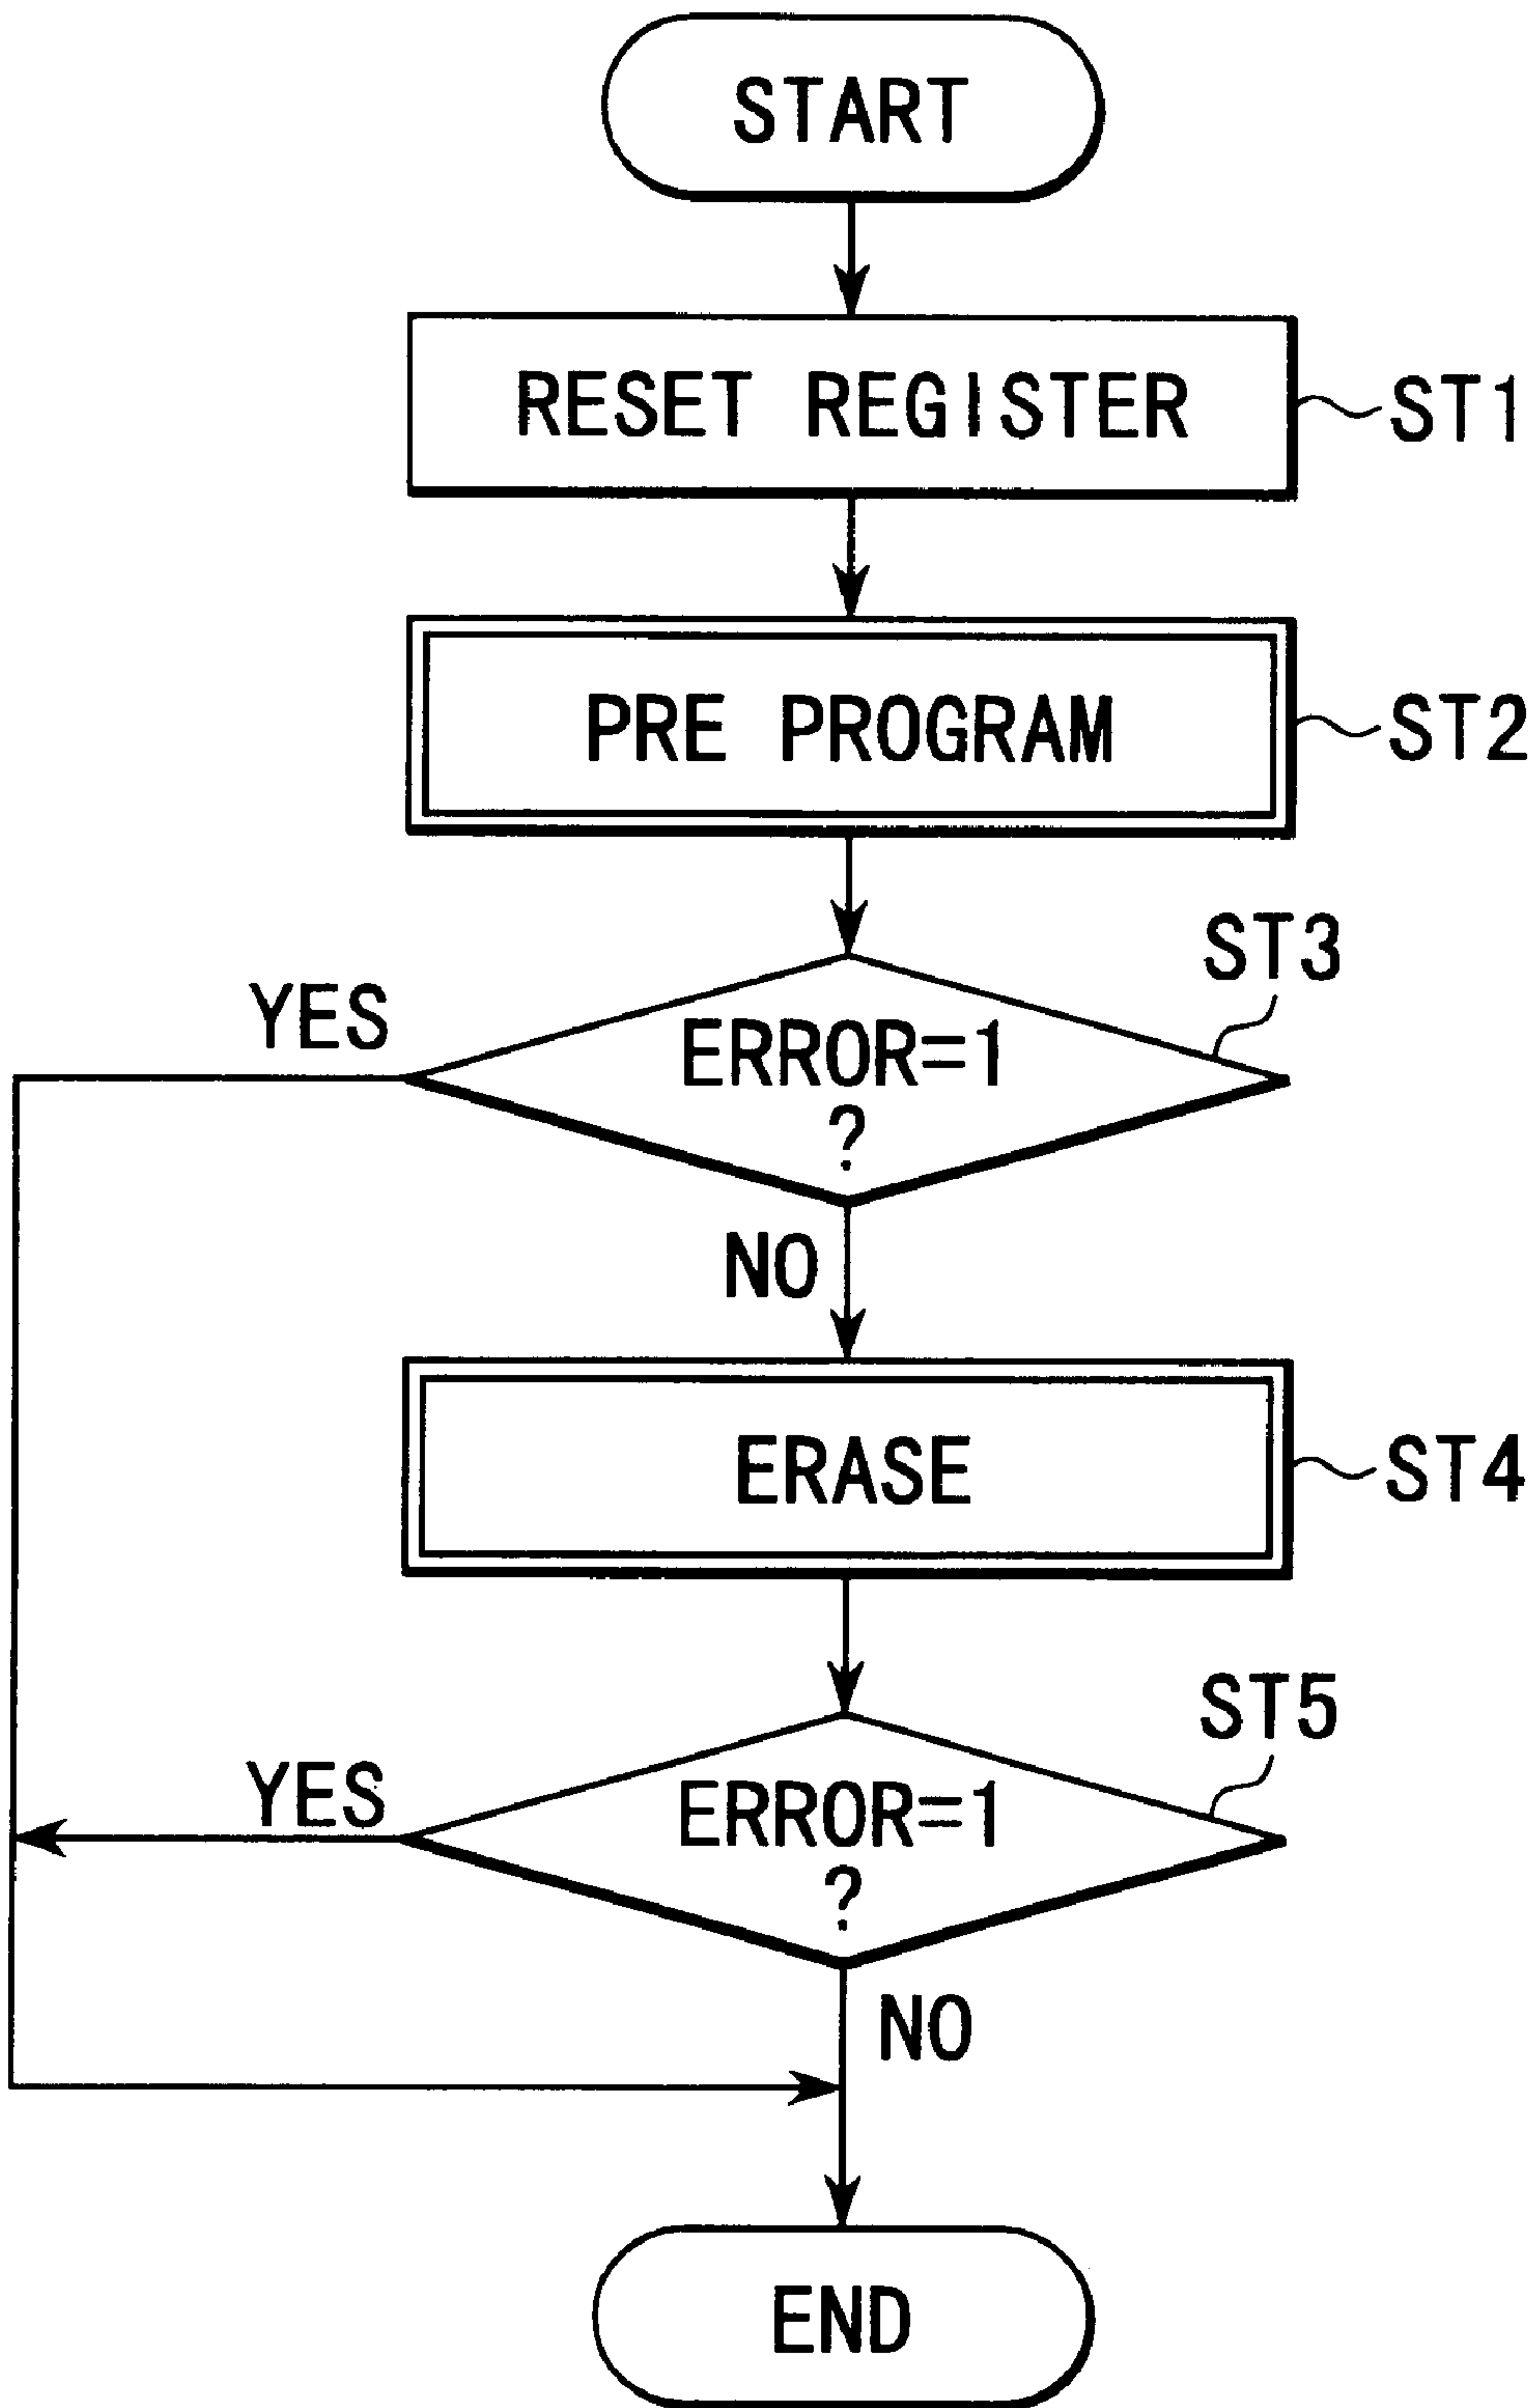 START
RESET REGISTER
ST1
PRE PROGRAM
ST2
ST3
YES
ERROR=1
?
NO
ERASE
ST4
ST5
YES
ERROR=1
?
NO
END